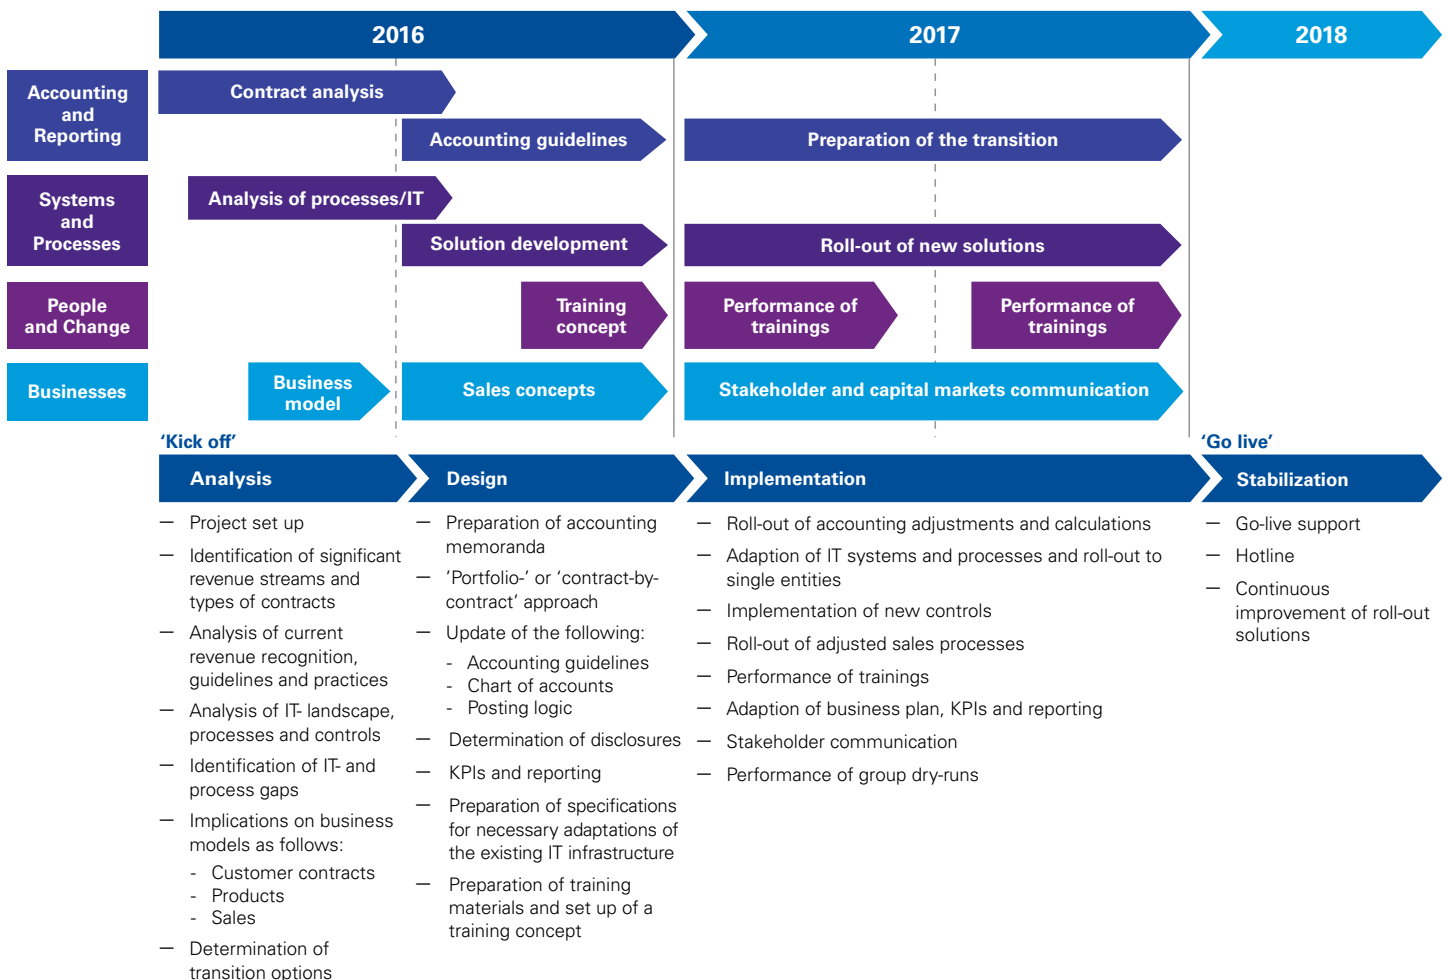 2016
2017
2018
Accounting
and
Reporting
Contract analysis
Accounting guidelines
Preparation of the transition
Systems
and
Processes
Analysis of processes/IT
Solution development
Roll-out of new solutions
People
and Change
Training
concept
Performance of
trainings
Performance of
trainings
Businesses
Business
model
Sales concepts
Stakeholder and capital markets communication
‘Kick off’
‘Go live’
Analysis
— Project set up
— Identification of significant
revenue streams and
types of contracts
— Analysis of current
revenue recognition,
guidelines and practices
— Analysis of IT- landscape,
processes and controls
— Identification of IT- and
process gaps
— Implications on business
models as follows:
- Customer contracts
- Products
- Sales
— Determination of
transition options
Design
— Preparation of accounting
memoranda
— ’Portfolio-’ or ‘contract-by-
contract’ approach
— Update of the following:
- Accounting guidelines
- Chart of accounts
- Posting logic
— Determination of disclosures
— KPIs and reporting
— Preparation of specifications
for necessary adaptations of
the existing IT infrastructure
— Preparation of training
materials and set up of a
training concept
Implementation
— Roll-out of accounting adjustments and calculations
— Adaption of IT systems and processes and roll-out to
single entities
— Implementation of new controls
— Roll-out of adjusted sales processes
— Performance of trainings
— Adaption of business plan, KPIs and reporting
— Stakeholder communication
— Performance of group dry-runs
Stabilization
— Go-live support
— Hotline
— Continuous
improvement of roll-out
solutions